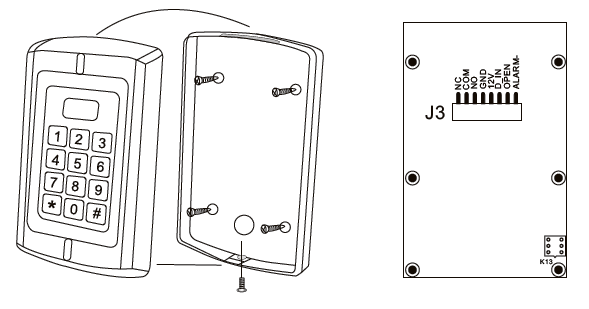 1 2 3
4 5 6
7 8 9
* 0 #
NC
COM
NO
GND
12V
D_IN
OPEN
ALARM-
J3
K13